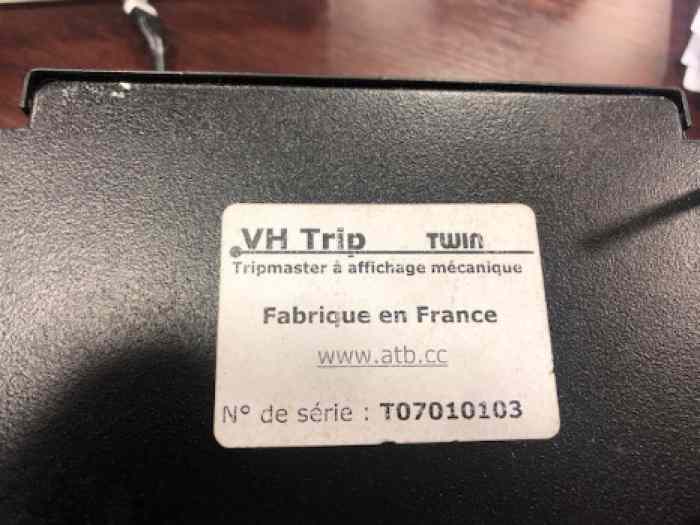 VH Trip TWIN
Tripmaster à affichage mécanique
Fabrique en France
www.atb.cc
N° de série : T07010103